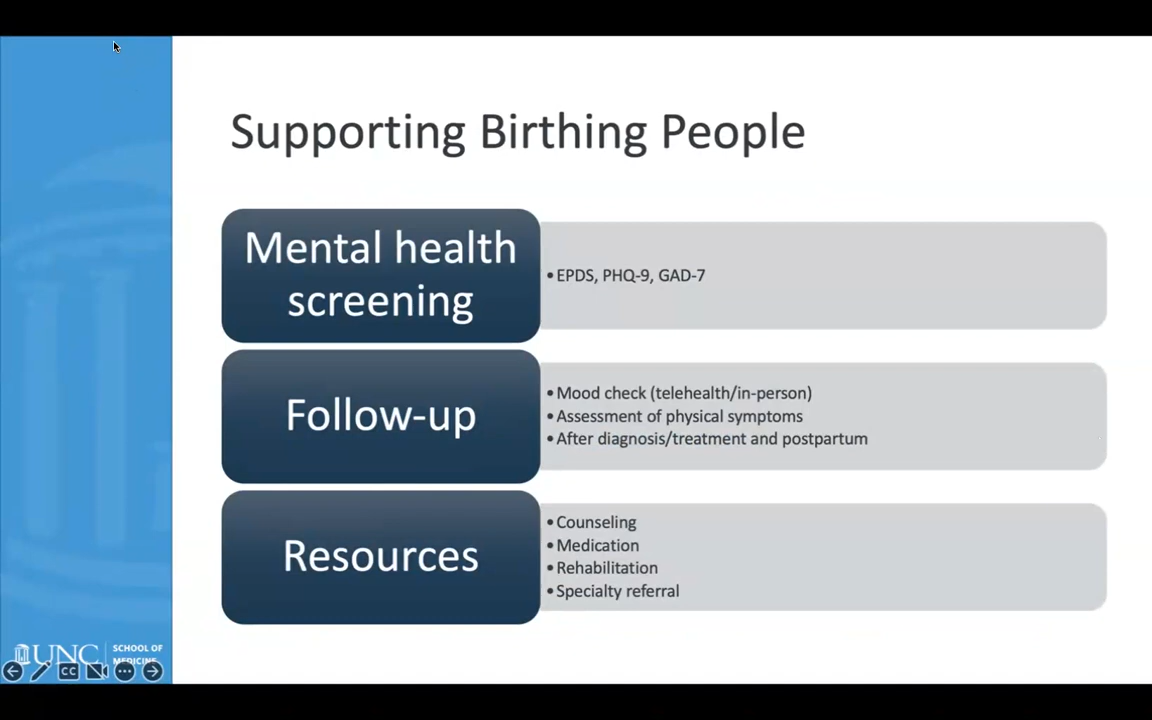 Supporting Birthing People
Mental health
screening
• EPDS, PHQ-9, GAD-7
Follow-up
• Mood check (telehealth/in-person)
• Assessment of physical symptoms
• After diagnosis/treatment and postpartum
Resources
• Counseling
• Medication
• Rehabilitation
• Specialty referral
UNC
SCHOOL OF
MEDICINE
CC